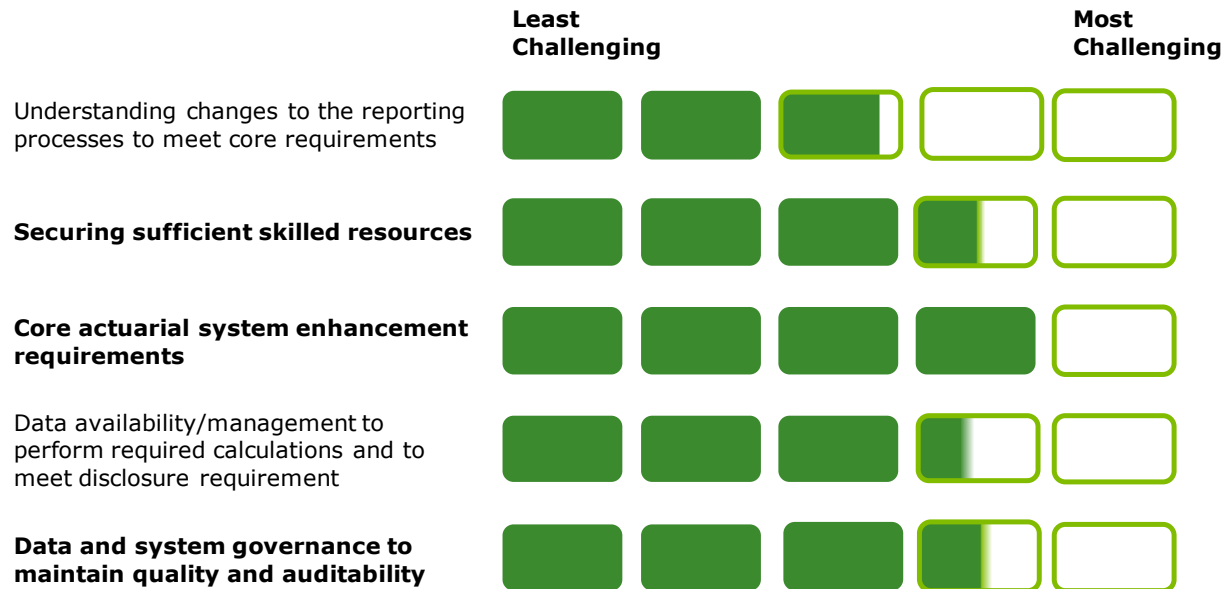 Least
Challenging
Most
Challenging
Understanding changes to the reporting
processes to meet core requirements
Securing sufficient skilled resources
Core actuarial system enhancement
requirements
Data availability/management to
perform required calculations and to
meet disclosure requirement
Data and system governance to
maintain quality and auditability